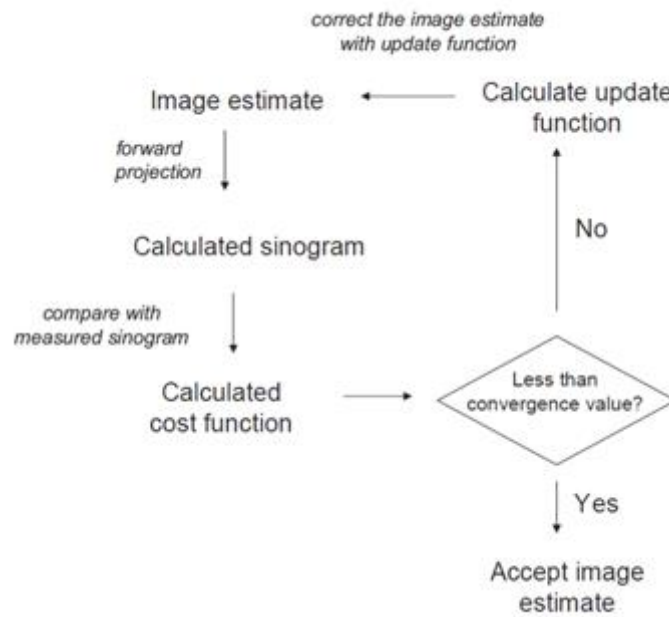 correct the image estimate
with update function
Image estimate
Calculate update
function
forward
projection
No
Calculated sinogram
compare with
measured sinogram
Less than
convergence value?
Calculated
cost function
Yes
Accept image
estimate